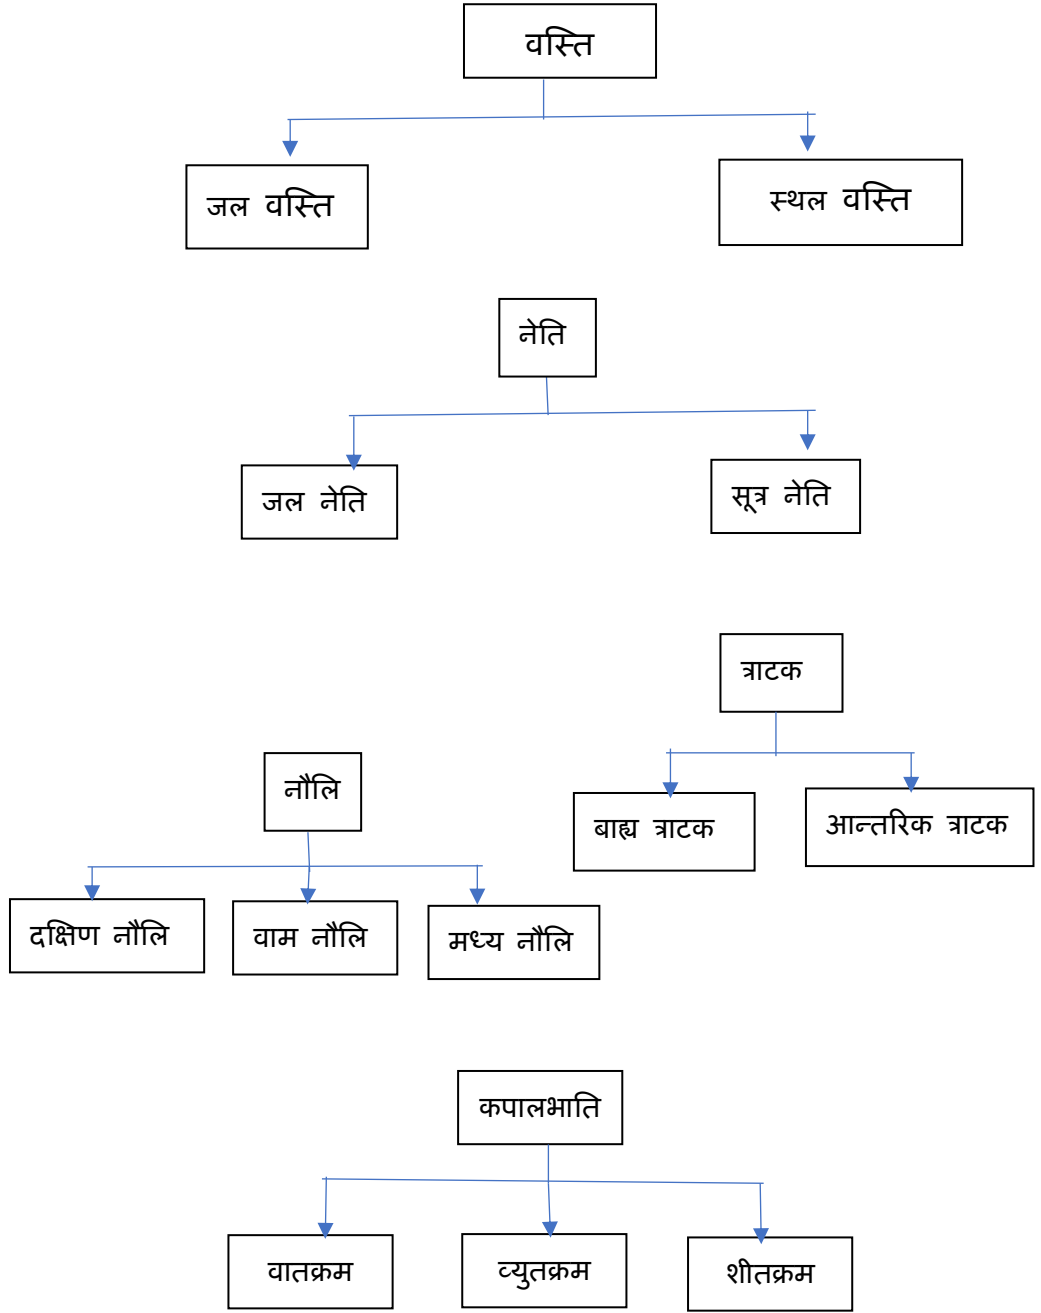 वस्ति
जल वस्ति
स्थल वस्ति
नेति
जल नेति
सूत्र नेति
त्राटक
बाह्य त्राटक
आन्तरिक त्राटक
नौलि
दक्षिण नौलि
वाम नौलि
मध्य नौलि
कपालभाति
वातक्रम
व्युतक्रम
शीतक्रम